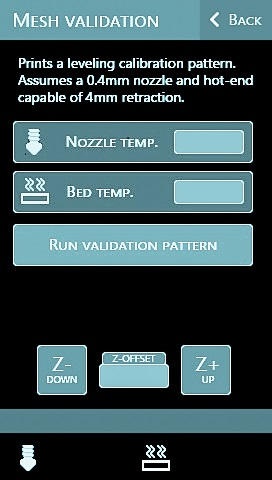 Mesh validation
Back
Prints a leveling calibration pattern.
Assumes a 0.4mm nozzle and hot-end
capable of 4mm retraction.
Nozzle temp.
Bed temp.
Run validation pattern
Z-
down
Z-offset
Z+
up